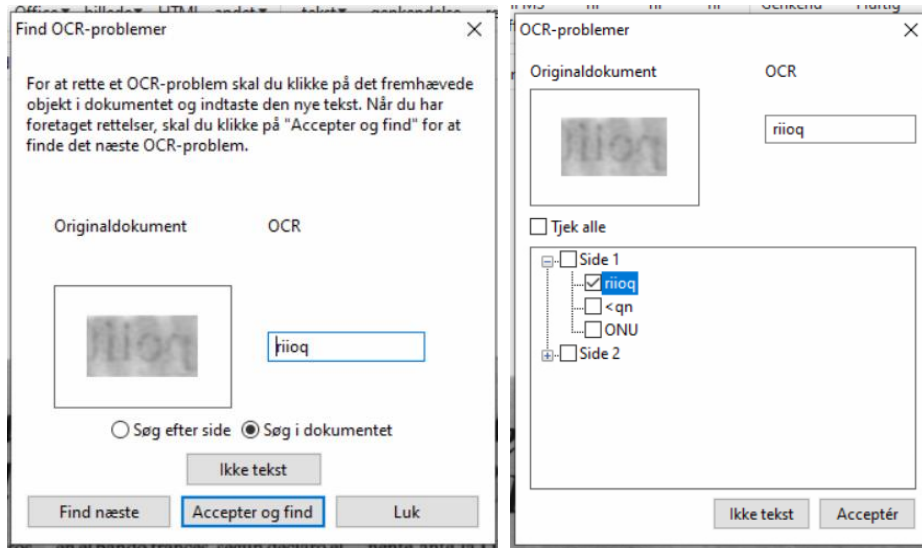 Find OCR-problemer
For at rette et OCR-problem skal du klikke på det fremhævede
objekt i dokumentet og indtaste den nye tekst. Når du har
foretaget rettelser, skal du klikke på "Accepter og find" for at
finde det næste OCR-problem.
Originaldokument OCR
riioq
Søg efter side Søg i dokumentet
Ikke tekst
Find næste Accepter og find Luk
OCR-problemer
Originaldokument OCR
riioq
Tjek alle
Side 1
riioq
<qn
ONU
Side 2
Ikke tekst Acceptér